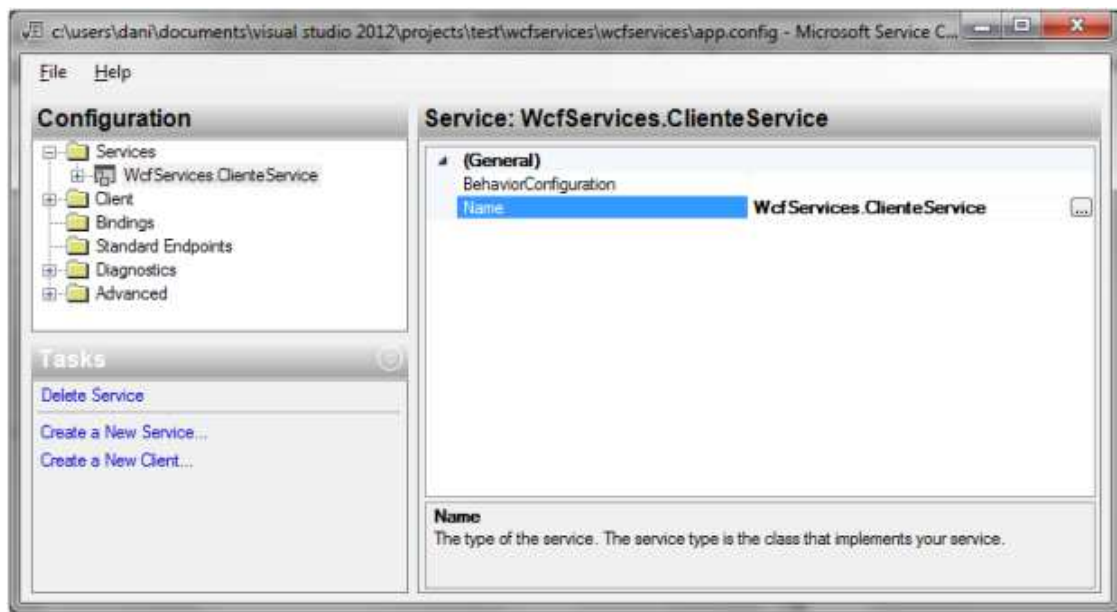 c:\users\dani\documents\visual studio 2012\projects\test\wcfservices\wcfservices\app.config - Microsoft Service C...
File Help
Configuration
Services
WcfServices.ClienteService
Client
Bindings
Standard Endpoints
Diagnostics
Advanced
Tasks
Delete Service
Create a New Service...
Create a New Client...
Service: WcfServices.ClienteService
(General)
BehaviorConfiguration
Name WcfServices.ClienteService ...
Name
The type of the service. The service type is the class that implements your service.